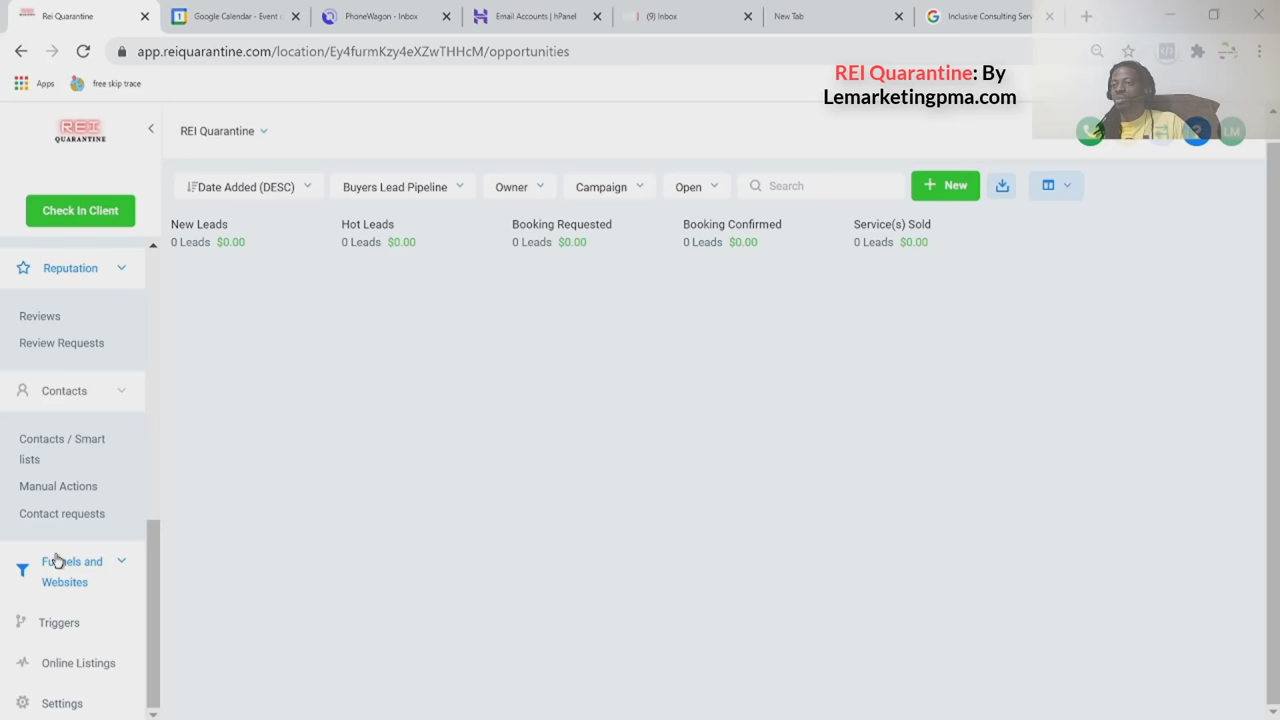 Rei Quarantine
Google Calendar - Event
PhoneWagon - Inbox
Email Accounts | hPanel
(9) Inbox
New Tab
Inclusive Consulting Serv
app.reiquarantine.com/location/Ey4furmKzy4eXZwTHHcM/opportunities
Apps
free skip trace
REI Quarantine: By
Lemarketingpma.com
REI
QUARANTINE
REI Quarantine
LM
Check In Client
Date Added (DESC)
Buyers Lead Pipeline
Owner
Campaign
Open
Search
+ New
New Leads
0 Leads $0.00
Hot Leads
0 Leads $0.00
Booking Requested
0 Leads $0.00
Booking Confirmed
0 Leads $0.00
Service(s) Sold
0 Leads $0.00
Reputation
Reviews
Review Requests
Contacts
Contacts / Smart
lists
Manual Actions
Contact requests
Funnels and
Websites
Triggers
Online Listings
Settings